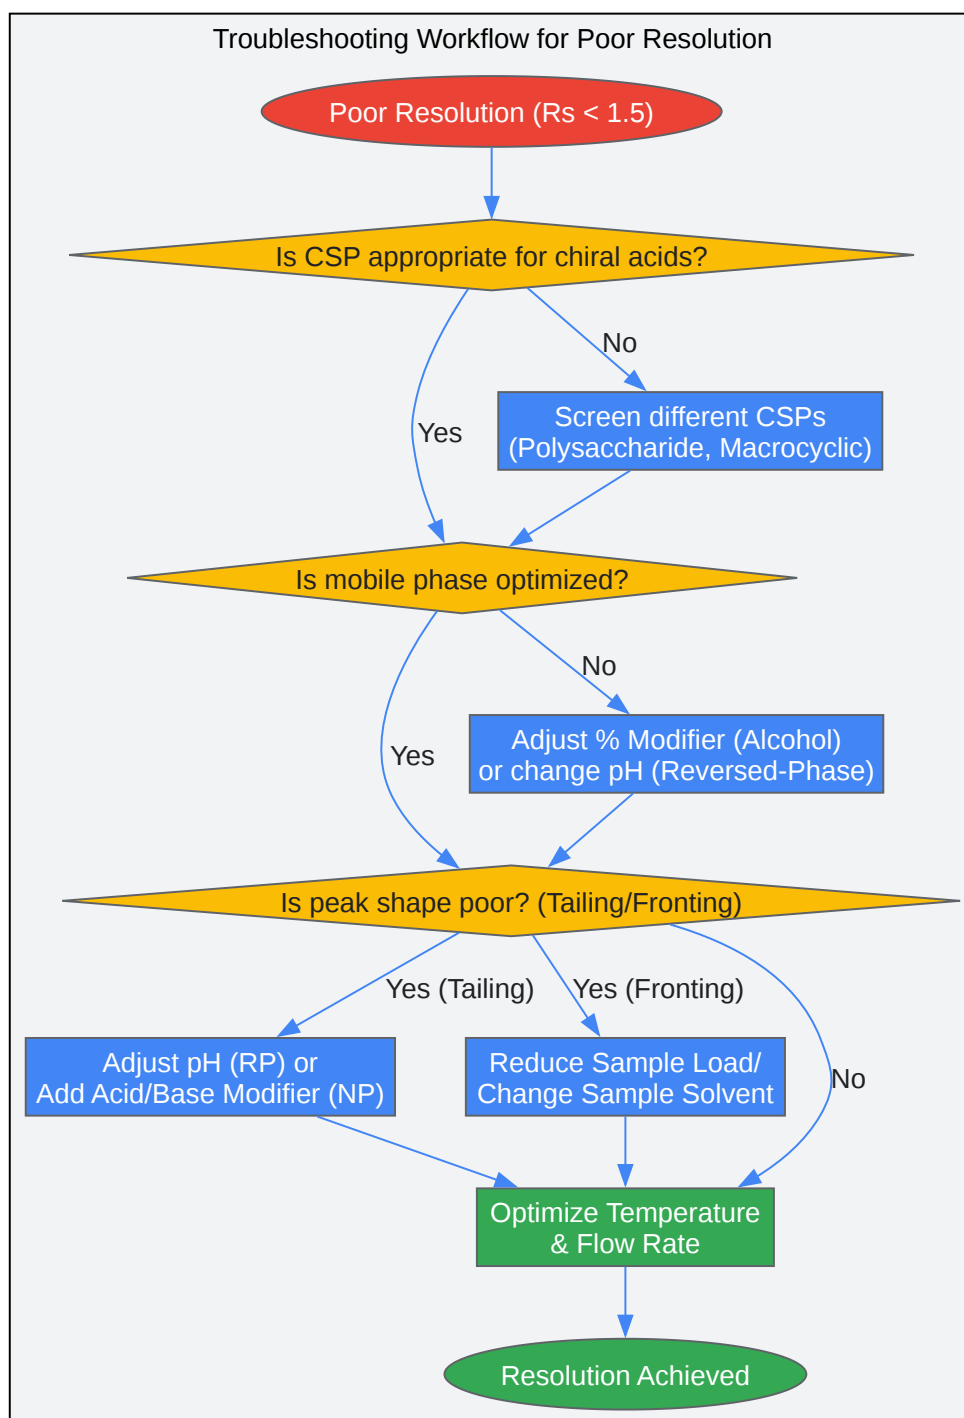 Troubleshooting Workflow for Poor Resolution
Poor Resolution (Rs < 1.5)
Is CSP appropriate for chiral acids?
No
Screen different CSPs
(Polysaccharide, Macrocyclic)
Yes
Is mobile phase optimized?
No
Adjust % Modifier (Alcohol)
or change pH (Reversed-Phase)
Yes
Is peak shape poor? (Tailing/Fronting)
Yes (Tailing)
Yes (Fronting)
Adjust pH (RP) or
Add Acid/Base Modifier (NP)
Reduce Sample Load/
Change Sample Solvent
No
Optimize Temperature
& Flow Rate
Resolution Achieved